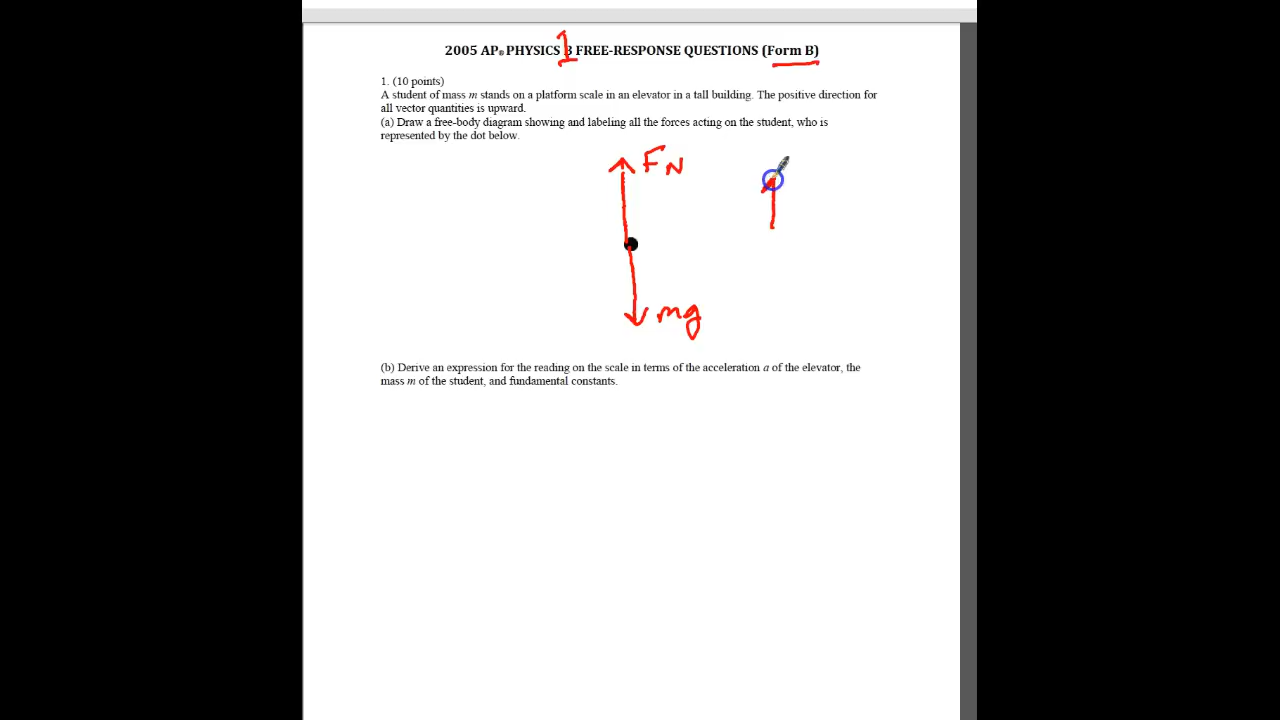 2005 AP® PHYSICS 1 FREE-RESPONSE QUESTIONS (Form B)
1. (10 points)
A student of mass m stands on a platform scale in an elevator in a tall building. The positive direction for
all vector quantities is upward.
(a) Draw a free-body diagram showing and labeling all the forces acting on the student, who is
represented by the dot below.
FN
mg
(b) Derive an expression for the reading on the scale in terms of the acceleration a of the elevator, the
mass m of the student, and fundamental constants.